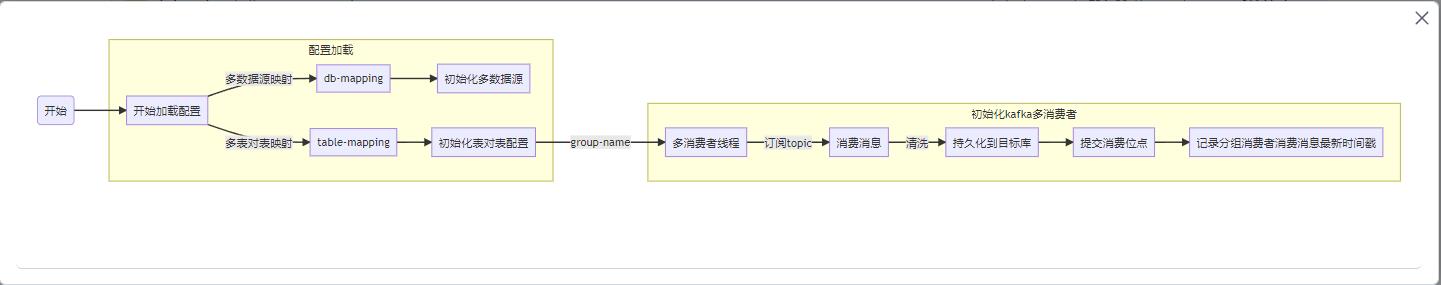 配置加载
开始
开始加载配置
多数据源映射
db-mapping
初始化多数据源
多表对表映射
table-mapping
初始化表对表配置
group-name
初始化kafka多消费者
多消费者线程
订阅topic
消费消息
清洗
持久化到目标库
提交消费位点
记录分组消费者消费消息最新时间戳